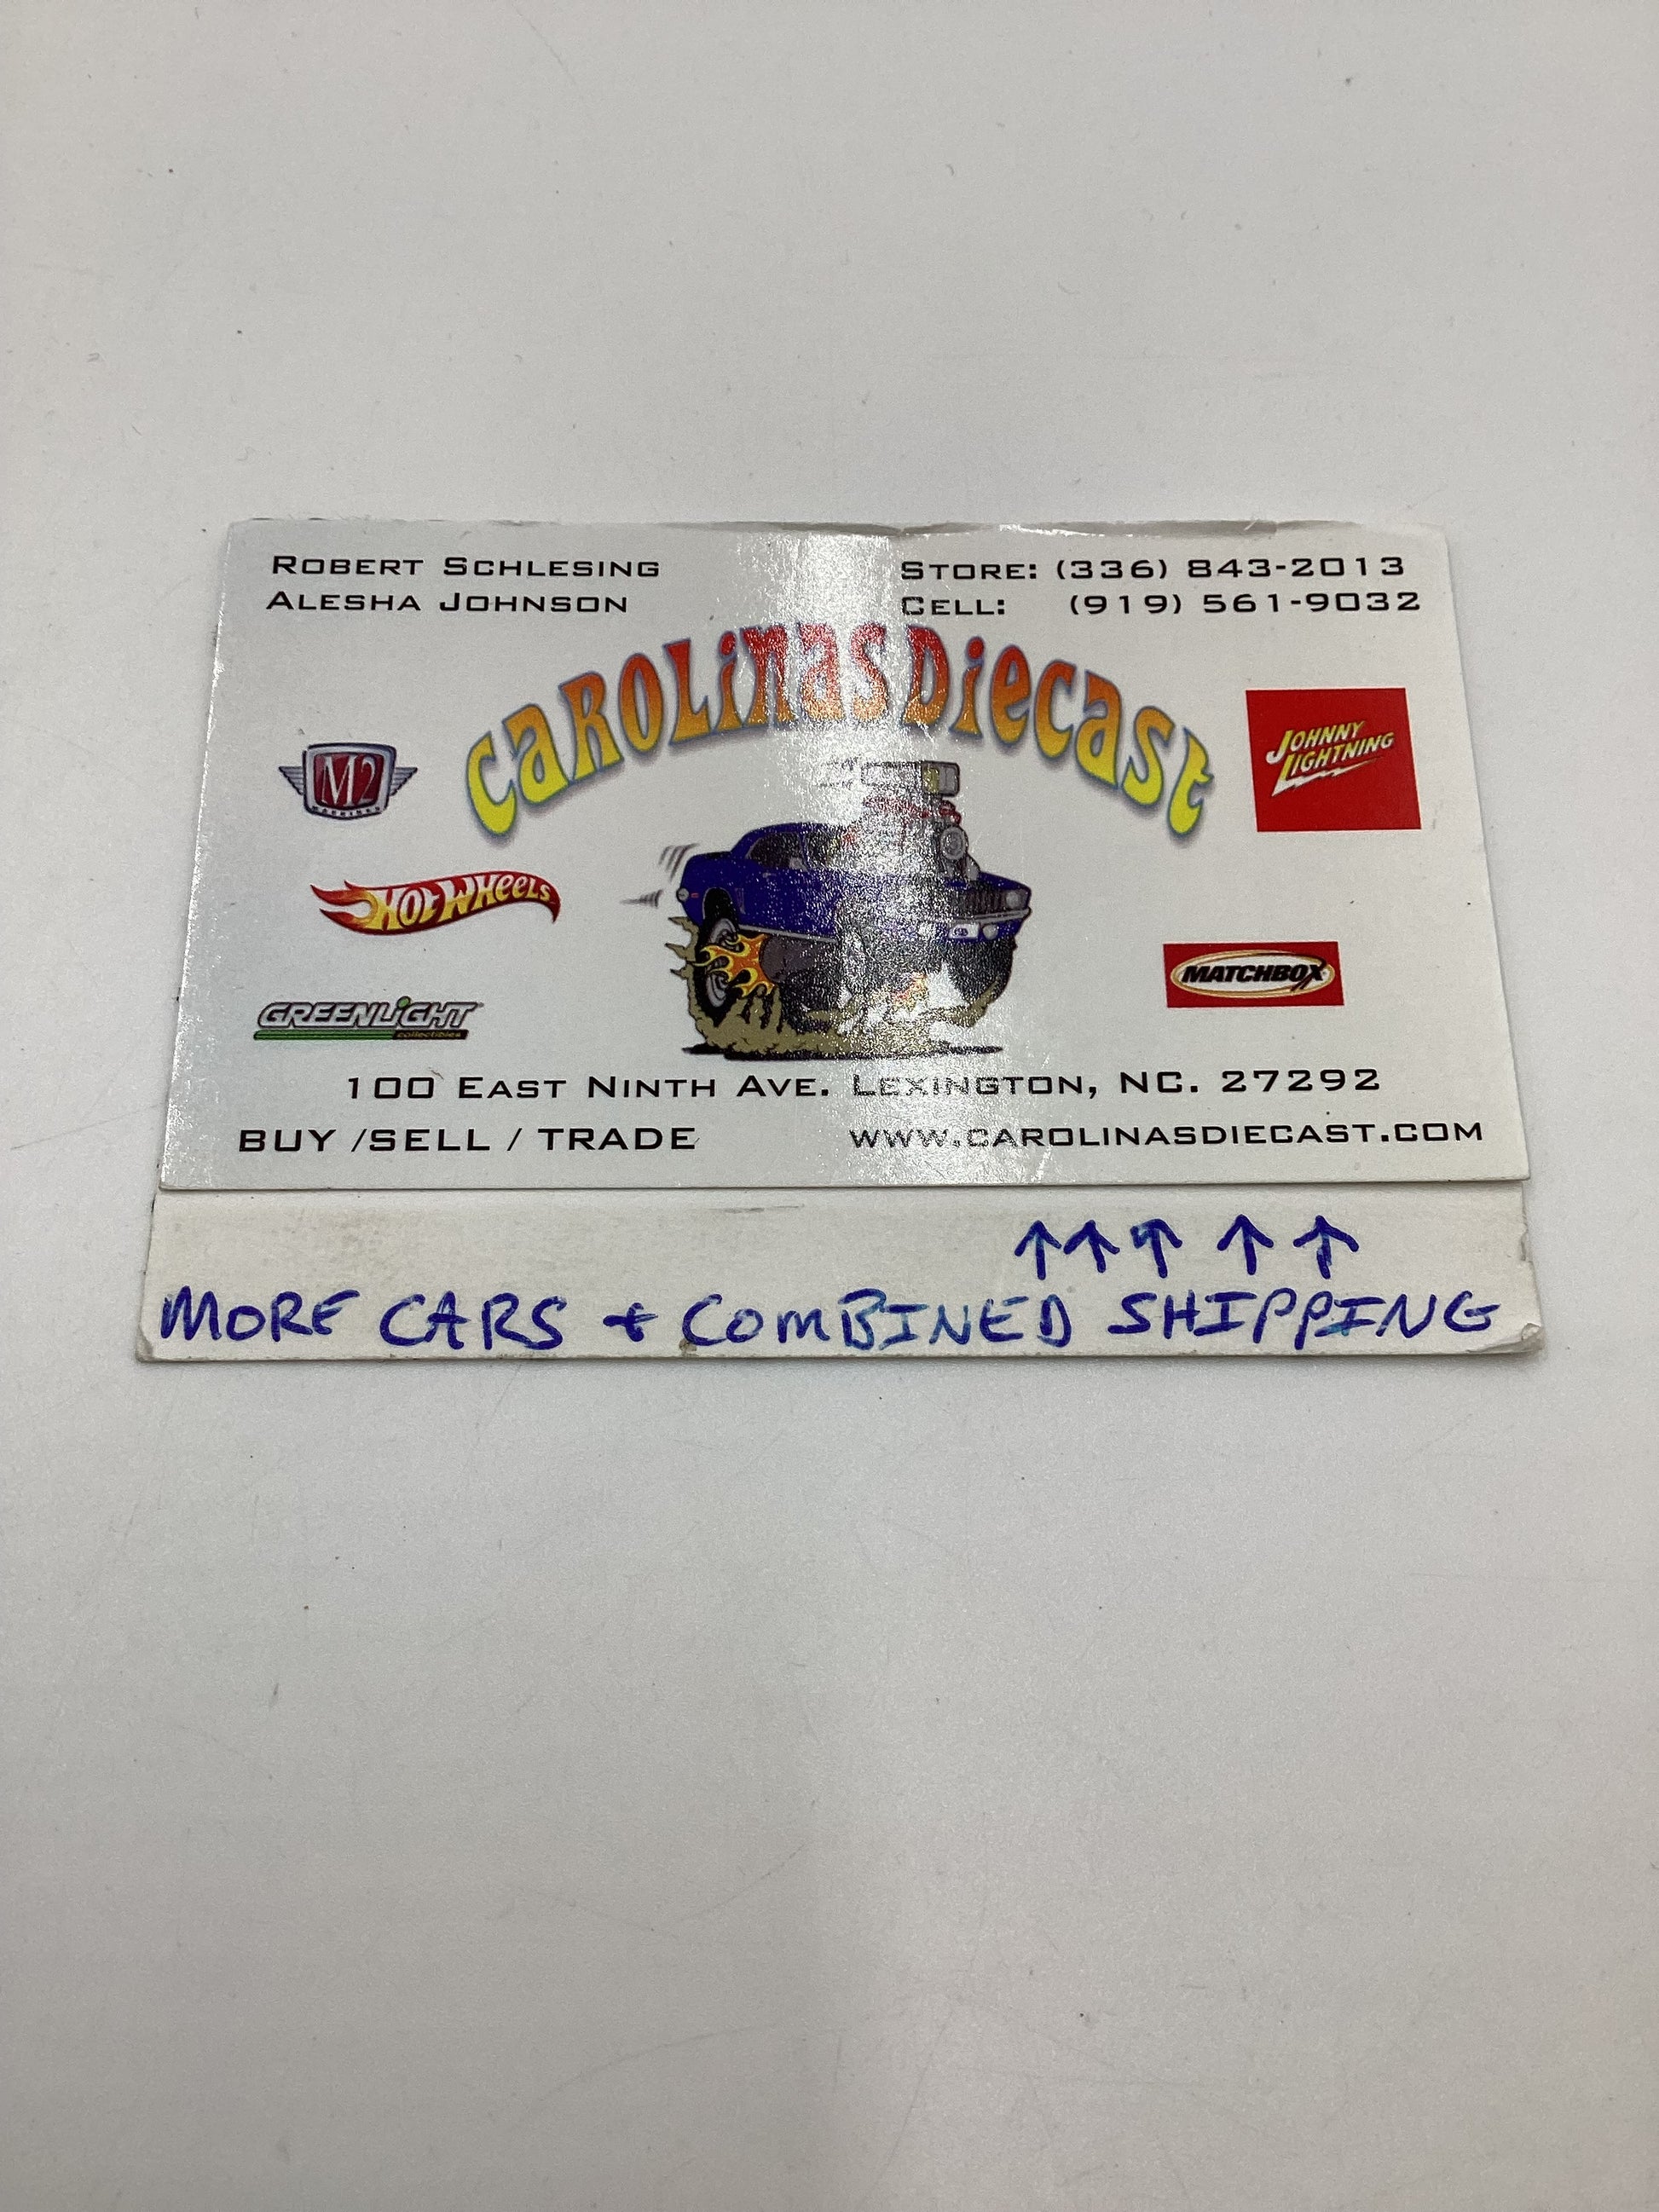 ROBERT SCHLESING
ALESHA JOHNSON
STORE: (336) 843-2013
CELL: (919) 561-9032
CAROLINAS DIECAST
M2
MACHINES
JOHNNY
LIGHTNING
HOT WHEELS
MATCHBOX
GREENLIGHT
collectibles
100 EAST NINTH AVE. LEXINGTON, NC. 27292
BUY /SELL / TRADE
WWW.CAROLINASDIECAST.COM
↑↑↑↑↑
MORE CARS + COMBINED SHIPPING